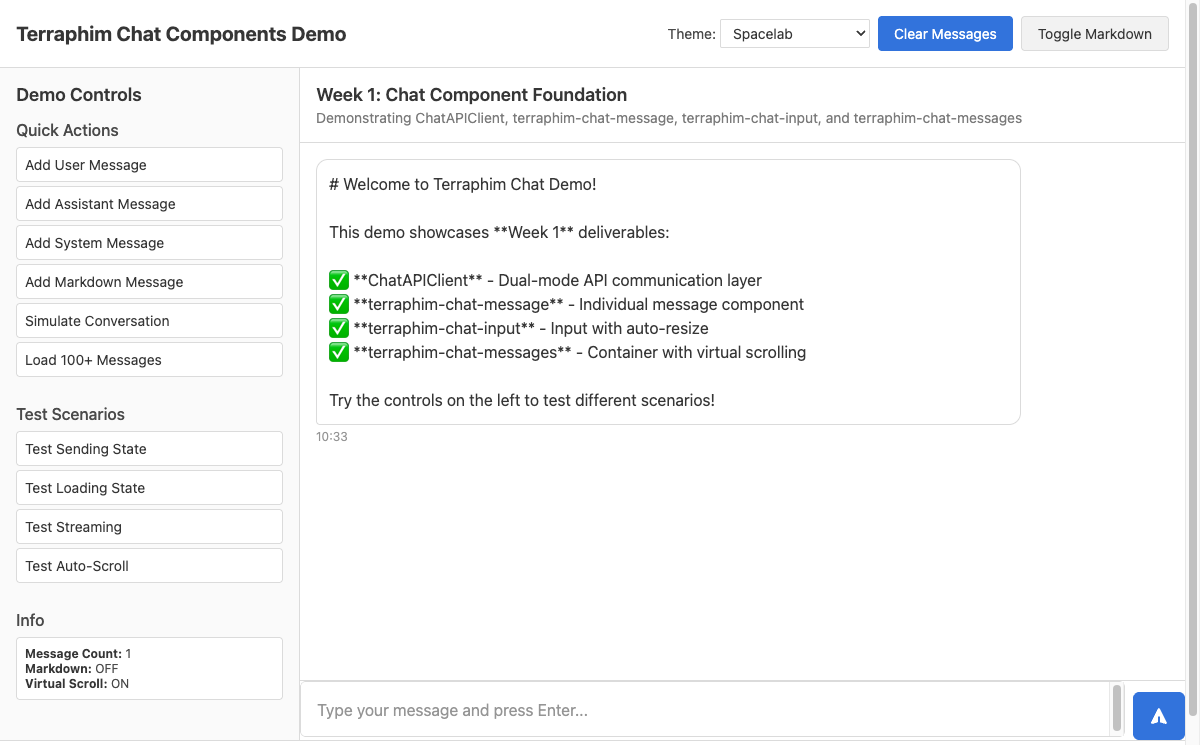 Terraphim Chat Components Demo
Theme: Spacelab Clear Messages Toggle Markdown
Demo Controls
Quick Actions
Add User Message
Add Assistant Message
Add System Message
Add Markdown Message
Simulate Conversation
Load 100+ Messages
Test Scenarios
Test Sending State
Test Loading State
Test Streaming
Test Auto-Scroll
Info
Message Count: 1
Markdown: OFF
Virtual Scroll: ON
Week 1: Chat Component Foundation
Demonstrating ChatAPIClient, terraphim-chat-message, terraphim-chat-input, and terraphim-chat-messages
# Welcome to Terraphim Chat Demo!
This demo showcases **Week 1** deliverables:
✅ **ChatAPIClient** - Dual-mode API communication layer
✅ **terraphim-chat-message** - Individual message component
✅ **terraphim-chat-input** - Input with auto-resize
✅ **terraphim-chat-messages** - Container with virtual scrolling
Try the controls on the left to test different scenarios!
10:33
Type your message and press Enter...